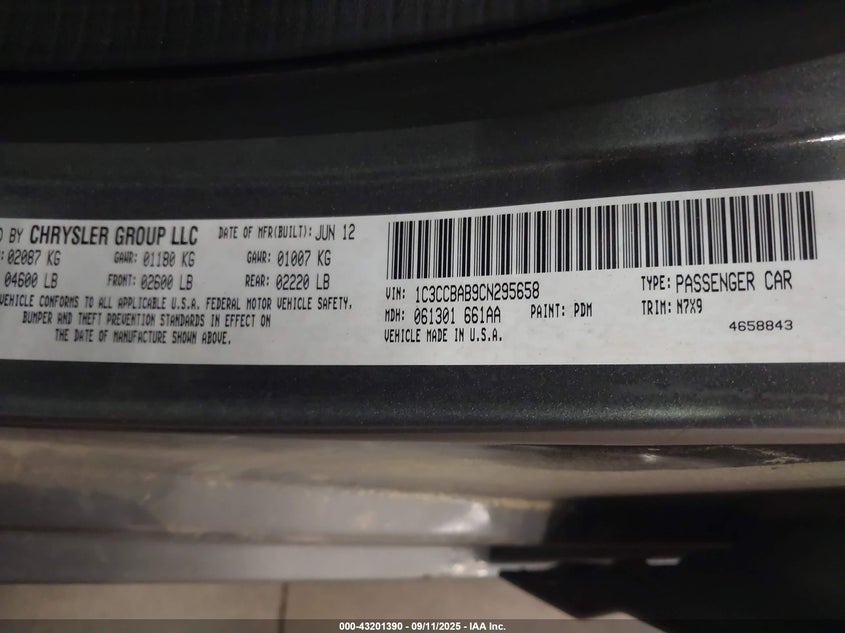 D BY CHRYSLER GROUP LLC DATE OF MFR(BUILT): JUN 12
: 02087 KG GAWR: 01180 KG GAWR: 01007 KG
04600 LB FRONT: 02600 LB REAR: 02220 LB
VEHICLE CONFORMS TO ALL APPLICABLE U.S.A. FEDERAL MOTOR VEHICLE SAFETY,
BUMPER AND THEFT PREVENTION STANDARDS IN EFFECT ON
THE DATE OF MANUFACTURE SHOWN ABOVE.
VIN: 1C3CCBAB9CN295658 TYPE: PASSENGER CAR
MDH: 061301 661AA PAINT: PDM TRIM: N7X9
VEHICLE MADE IN U.S.A. 4658843
000-43201390 - 09/11/2025 - IAA Inc.